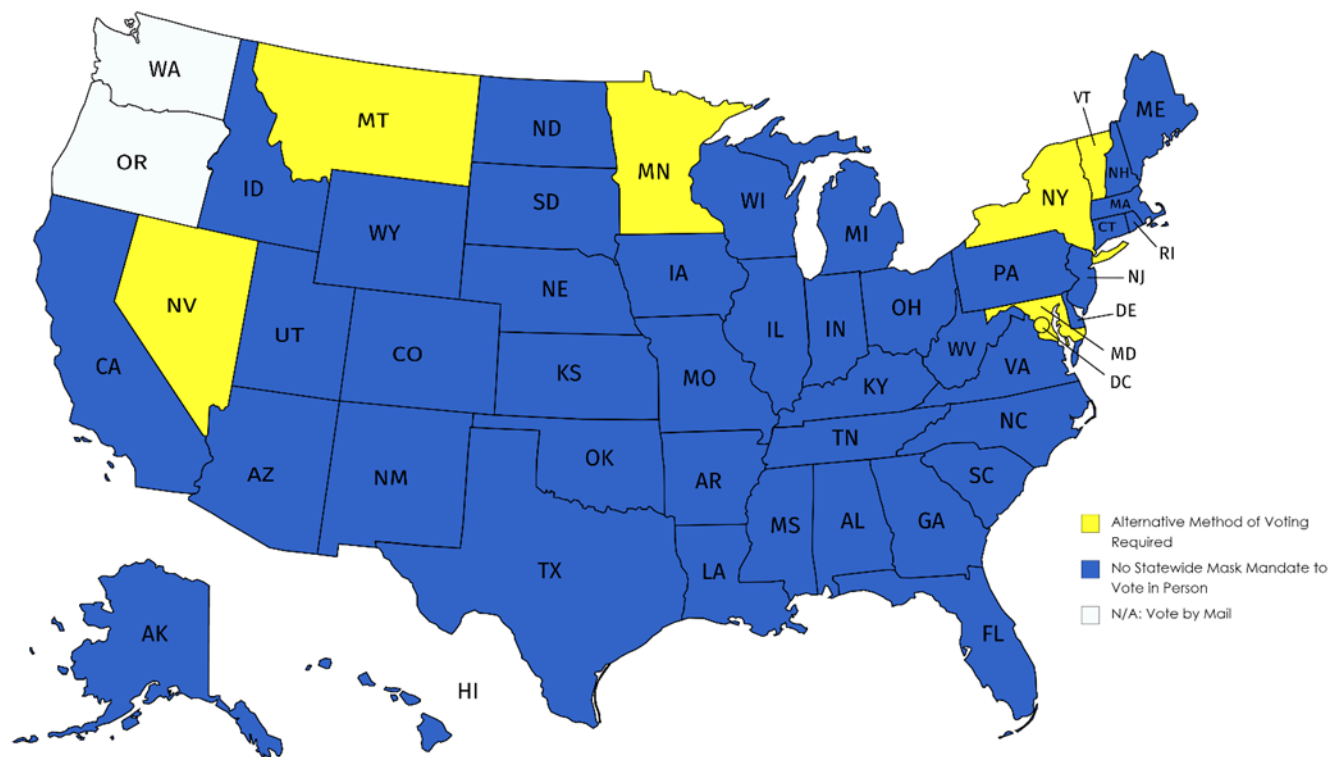 WA
MT
ND
MN
ME
VT
OR
ID
SD
WI
NY
NH
MA
WY
MI
CT
RI
IA
PA
NJ
NV
NE
OH
DE
UT
IL
IN
CO
WV
MD
CA
KS
MO
KY
VA
DC
TN
NC
AZ
NM
OK
AR
SC
MS
AL
GA
TX
LA
AK
FL
HI
Alternative Method of Voting
Required
No Statewide Mask Mandate to
Vote in Person
N/A: Vote by Mail